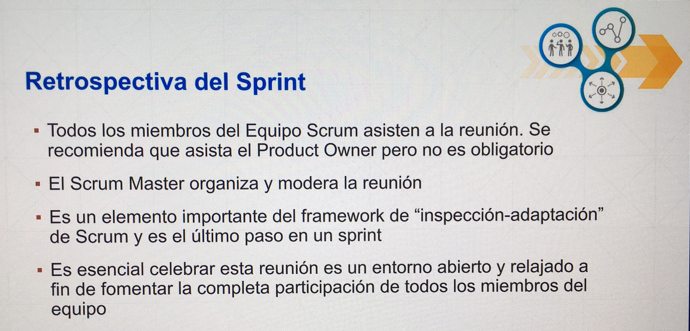 Retrospectiva del Sprint
▪ Todos los miembros del Equipo Scrum asisten a la reunión. Se
recomienda que asista el Product Owner pero no es obligatorio
▪ El Scrum Master organiza y modera la reunión
▪ Es un elemento importante del framework de “inspección-adaptación”
de Scrum y es el último paso en un sprint
▪ Es esencial celebrar esta reunión es un entorno abierto y relajado a
fin de fomentar la completa participación de todos los miembros del
equipo